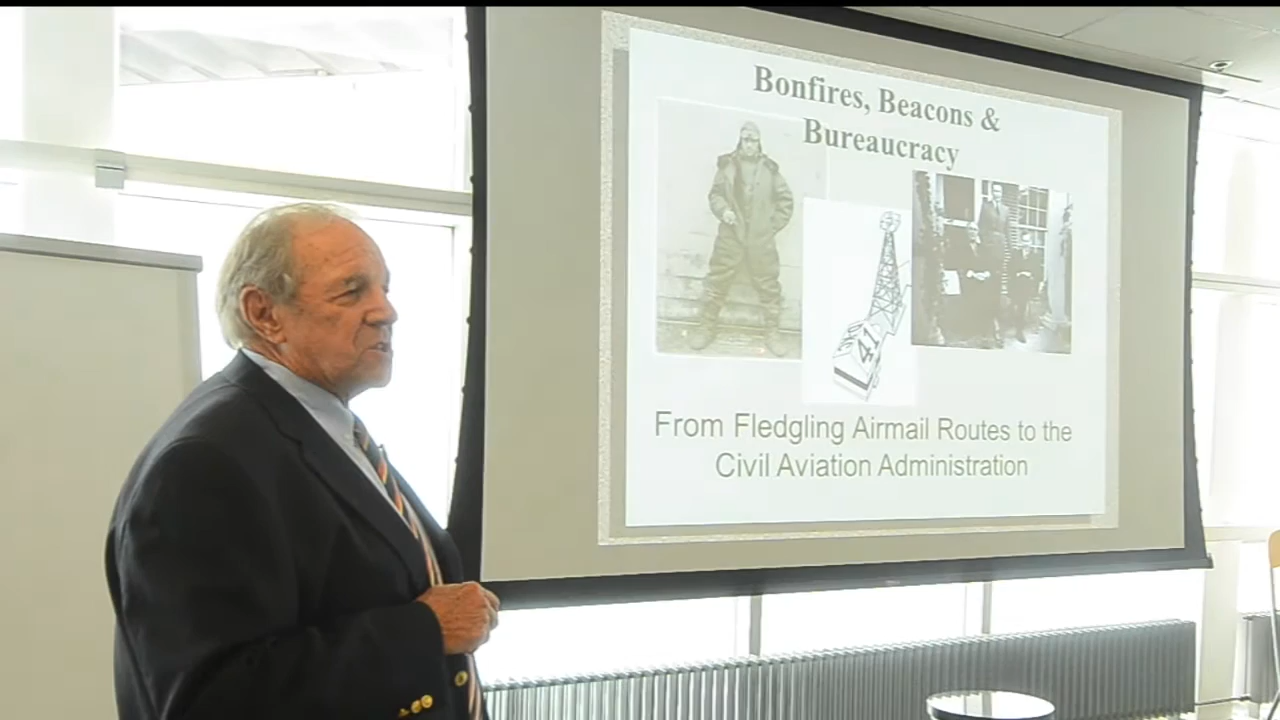 Bonfires, Beacons &
Bureaucracy
41
From Fledgling Airmail Routes to the
Civil Aviation Administration